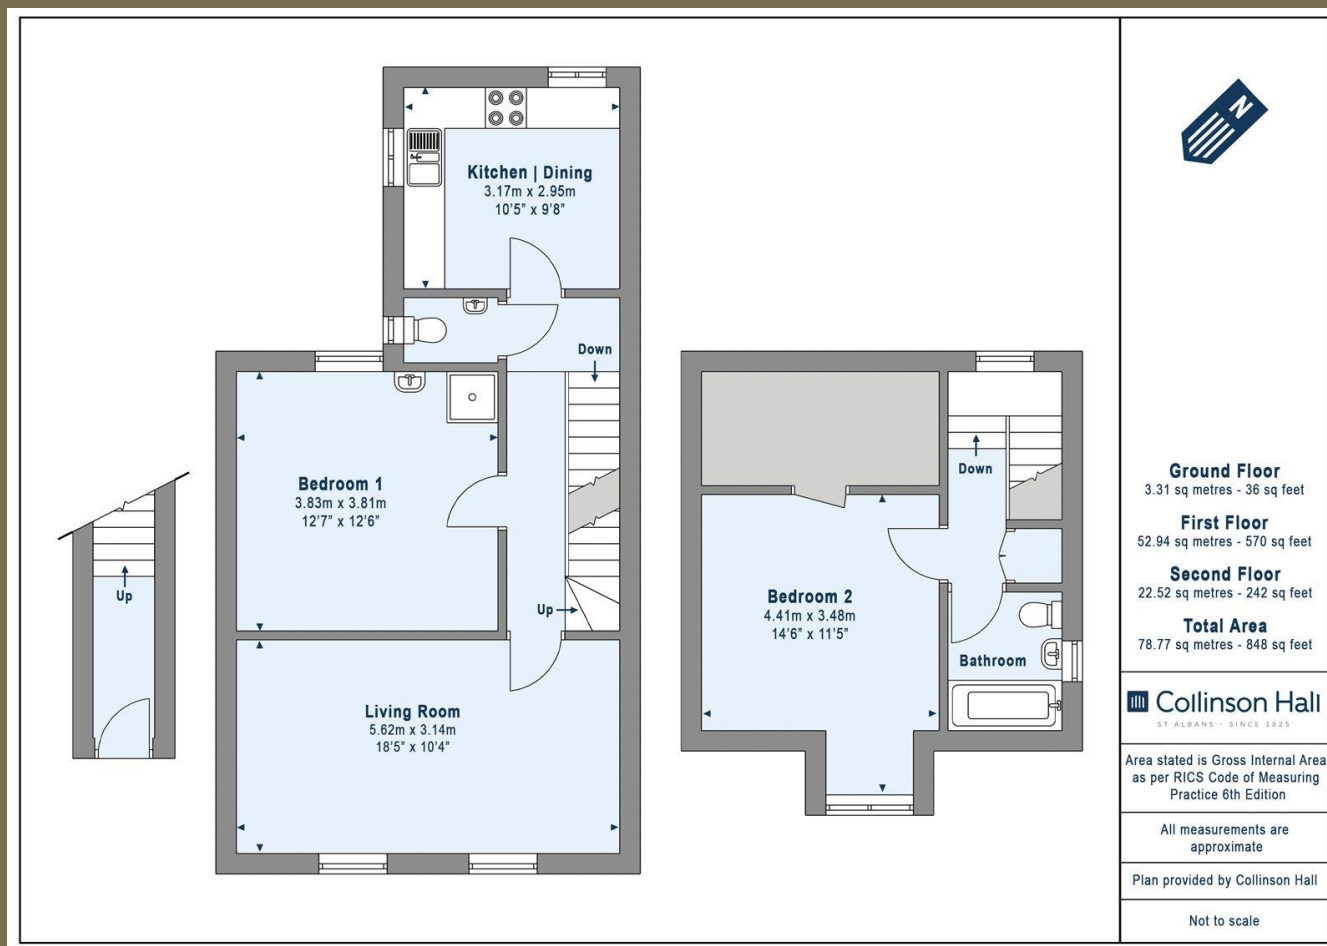 Kitchen | Dining
3.17m x 2.95m
10'5" x 9'8"
Down
Bedroom 1
3.83m x 3.81m
12'7" x 12'6"
Up
Up
Living Room
5.62m x 3.14m
18'5" x 10'4"
Down
Bedroom 2
4.41m x 3.48m
14'6" x 11'5"
Bathroom
N
Ground Floor
3.31 sq metres - 36 sq feet
First Floor
52.94 sq metres - 570 sq feet
Second Floor
22.52 sq metres - 242 sq feet
Total Area
78.77 sq metres - 848 sq feet
Collinson Hall
ST ALBANS - SINCE 1825
Area stated is Gross Internal Area
as per RICS Code of Measuring
Practice 6th Edition
All measurements are
approximate
Plan provided by Collinson Hall
Not to scale